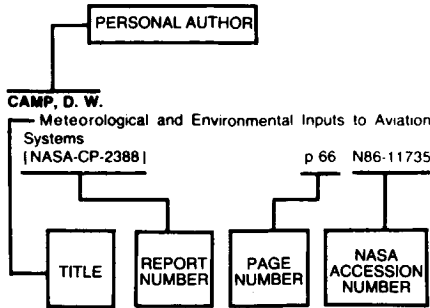 PERSONAL AUTHOR
CAMP, D. W.
Meteorological and Environmental Inputs to Aviation
Systems
[NASA-CP-2388] p 66 N86-11735
TITLE
REPORT
NUMBER
PAGE
NUMBER
NASA
ACCESSION
NUMBER